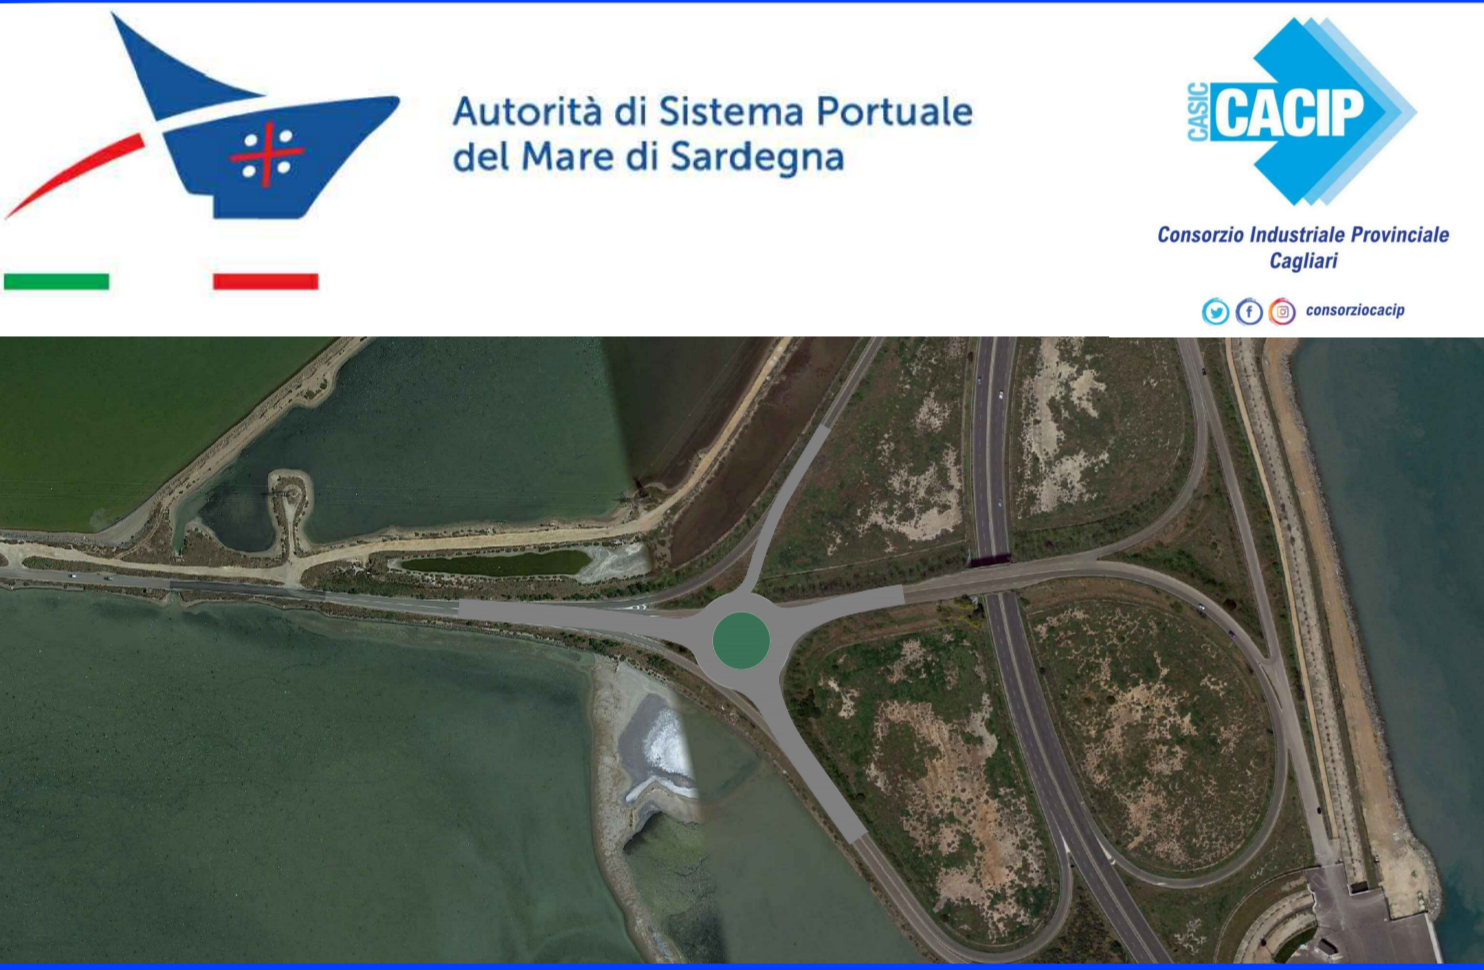 Autorità di Sistema Portuale
del Mare di Sardegna
CASIC
CACIP
Consorzio Industriale Provinciale
Cagliari
consorziocacip